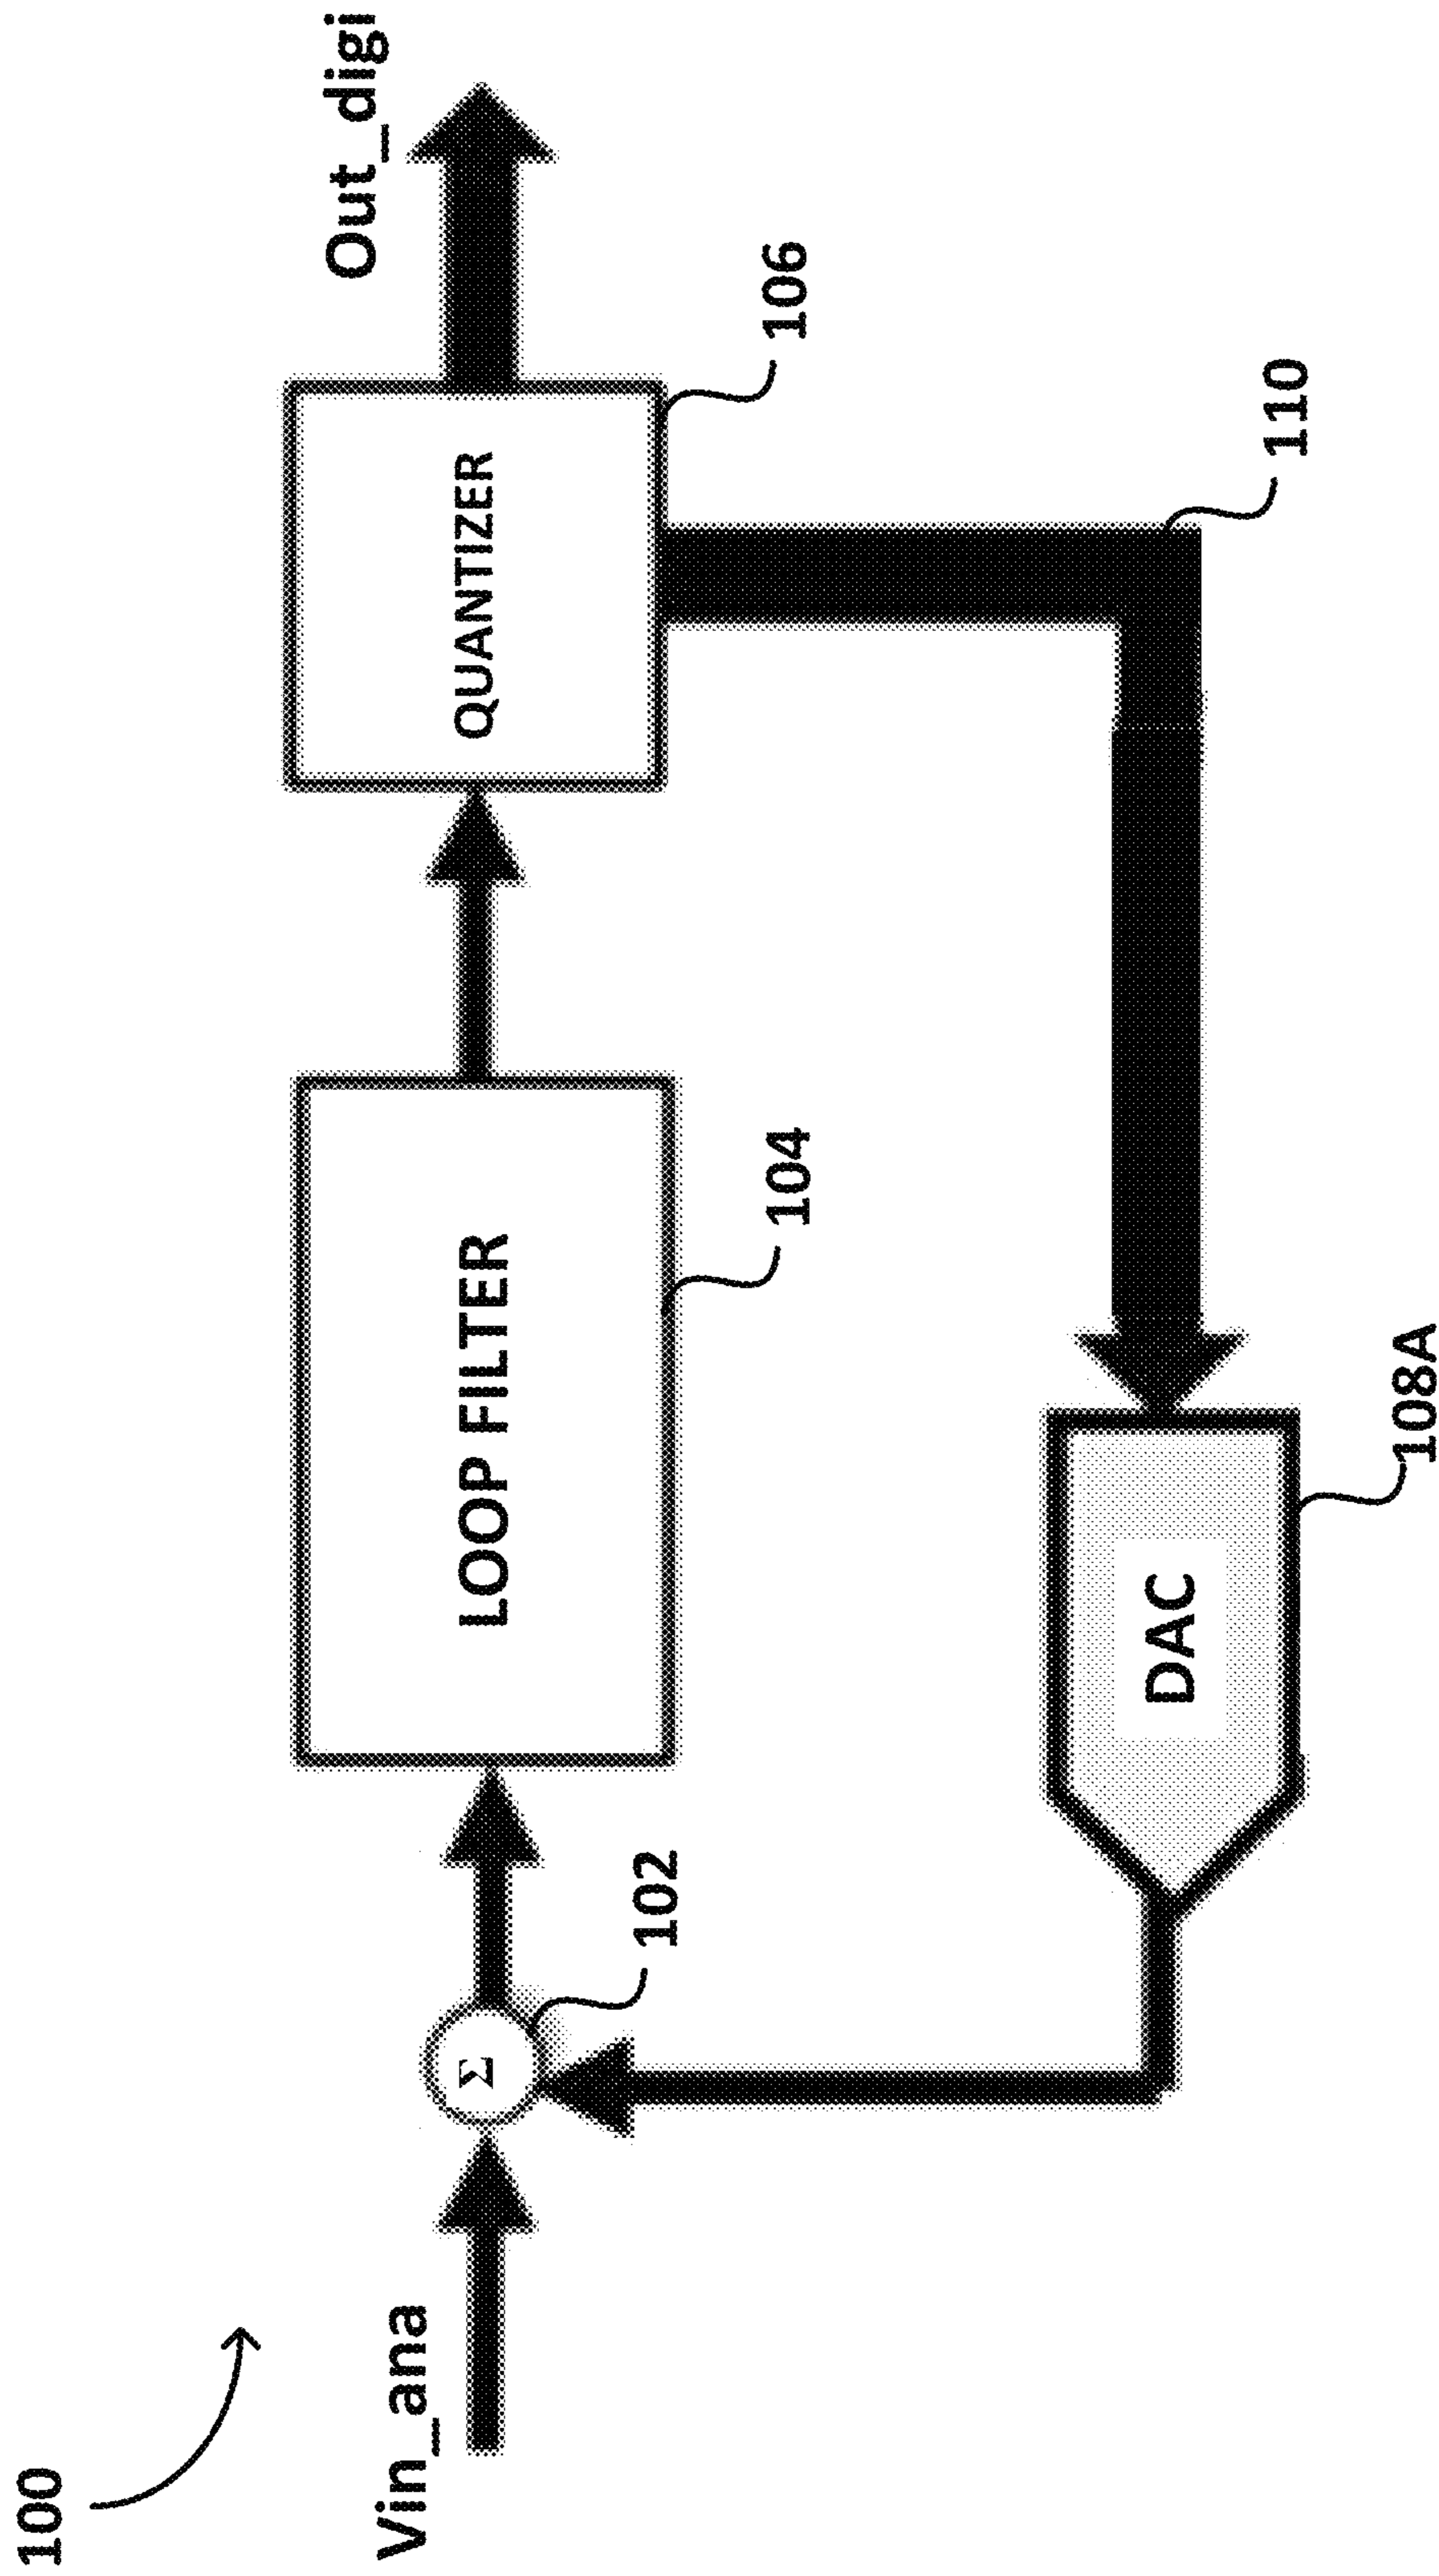 100
Vin_ana
Out_digi
Σ
LOOP FILTER
QUANTIZER
102
104
106
110
DAC
108A